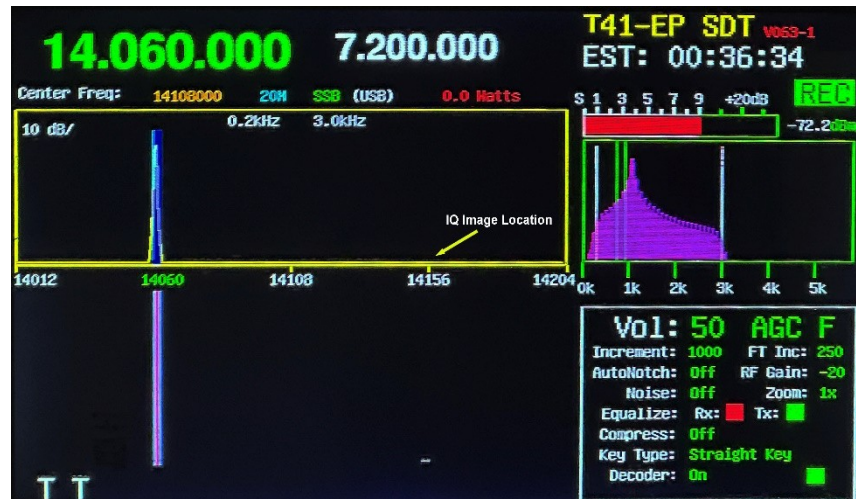 14.060.000 7.200.000 T41-EP SDT V063-1
EST: 00:36:34
Center Freq: 14108000 20M SSB (USB) 0.0 Watts
S 1 3 5 7 9 +20dB REC
-72.2dBm
10 dB/ 0.2kHz 3.0kHz
IQ Image Location
14012 14060 14108 14156 14204
0k 1k 2k 3k 4k 5k
Vol: 50 AGC F
Increment: 1000 FT Inc: 250
AutoNotch: Off RF Gain: -20
Noise: Off Zoom: 1x
Equalize: Rx: Tx:
Compress: Off
Key Type: Straight Key
Decoder: On
T T